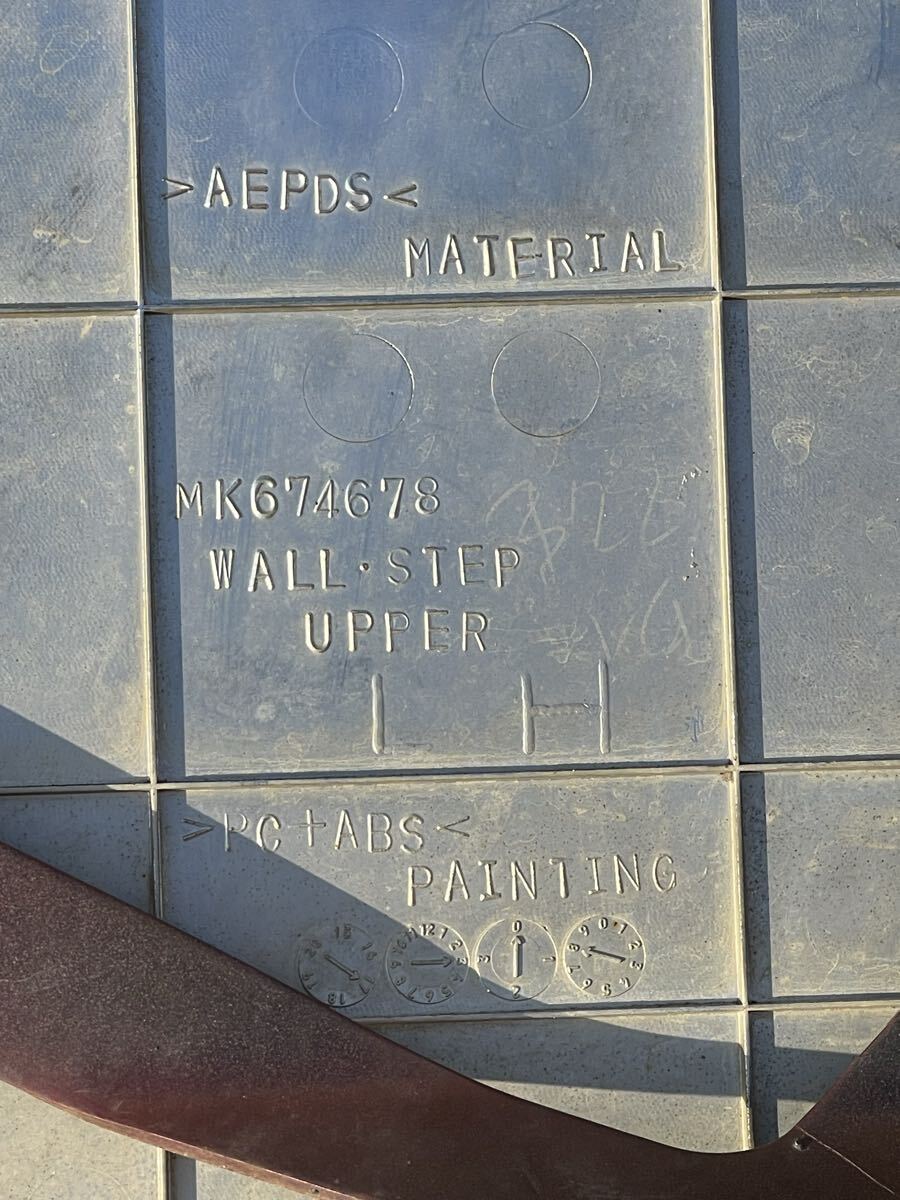 >AEPDS<
MATERIAL
MK674678
WALL·STEP
UPPER
LH
>PC+ABS<
PAINTING